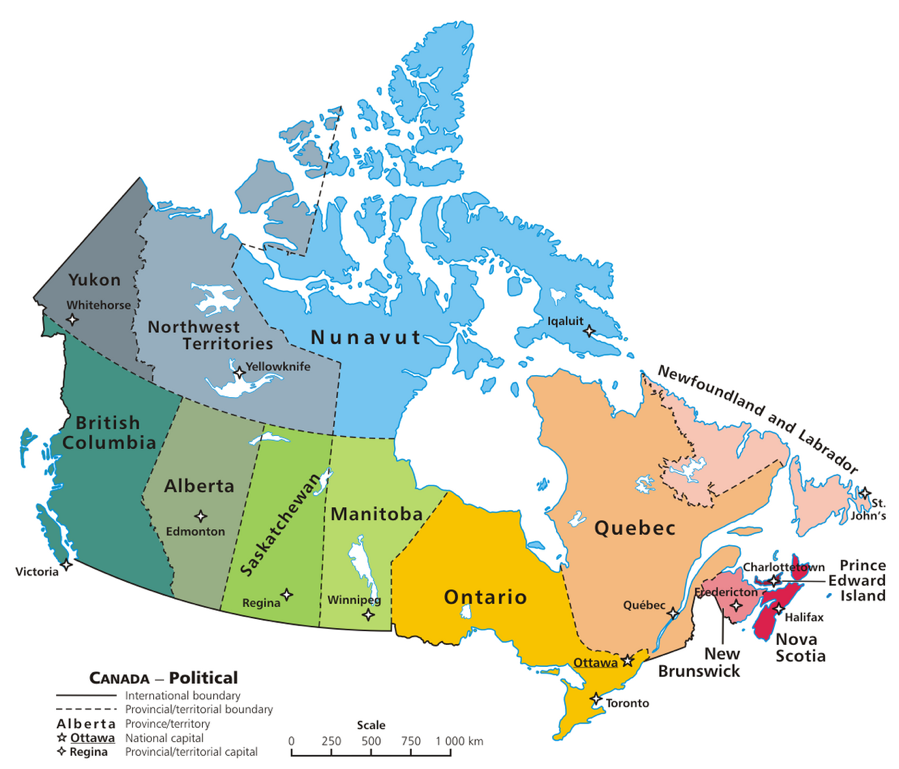 Yukon
Whitehorse
Northwest
Territories
Yellowknife
Nunavut
Iqaluit
British
Columbia
Victoria
Alberta
Edmonton
Saskatchewan
Regina
Manitoba
Winnipeg
Ontario
Ottawa
Toronto
Quebec
Québec
Newfoundland and Labrador
St.
John's
Charlottetown
Prince
Edward
Island
Fredericton
Halifax
Nova
Scotia
New
Brunswick
CANADA – Political
International boundary
Provincial/territorial boundary
Alberta Province/territory
Ottawa National capital
Regina Provincial/territorial capital
Scale
0 250 500 750 1 000 km